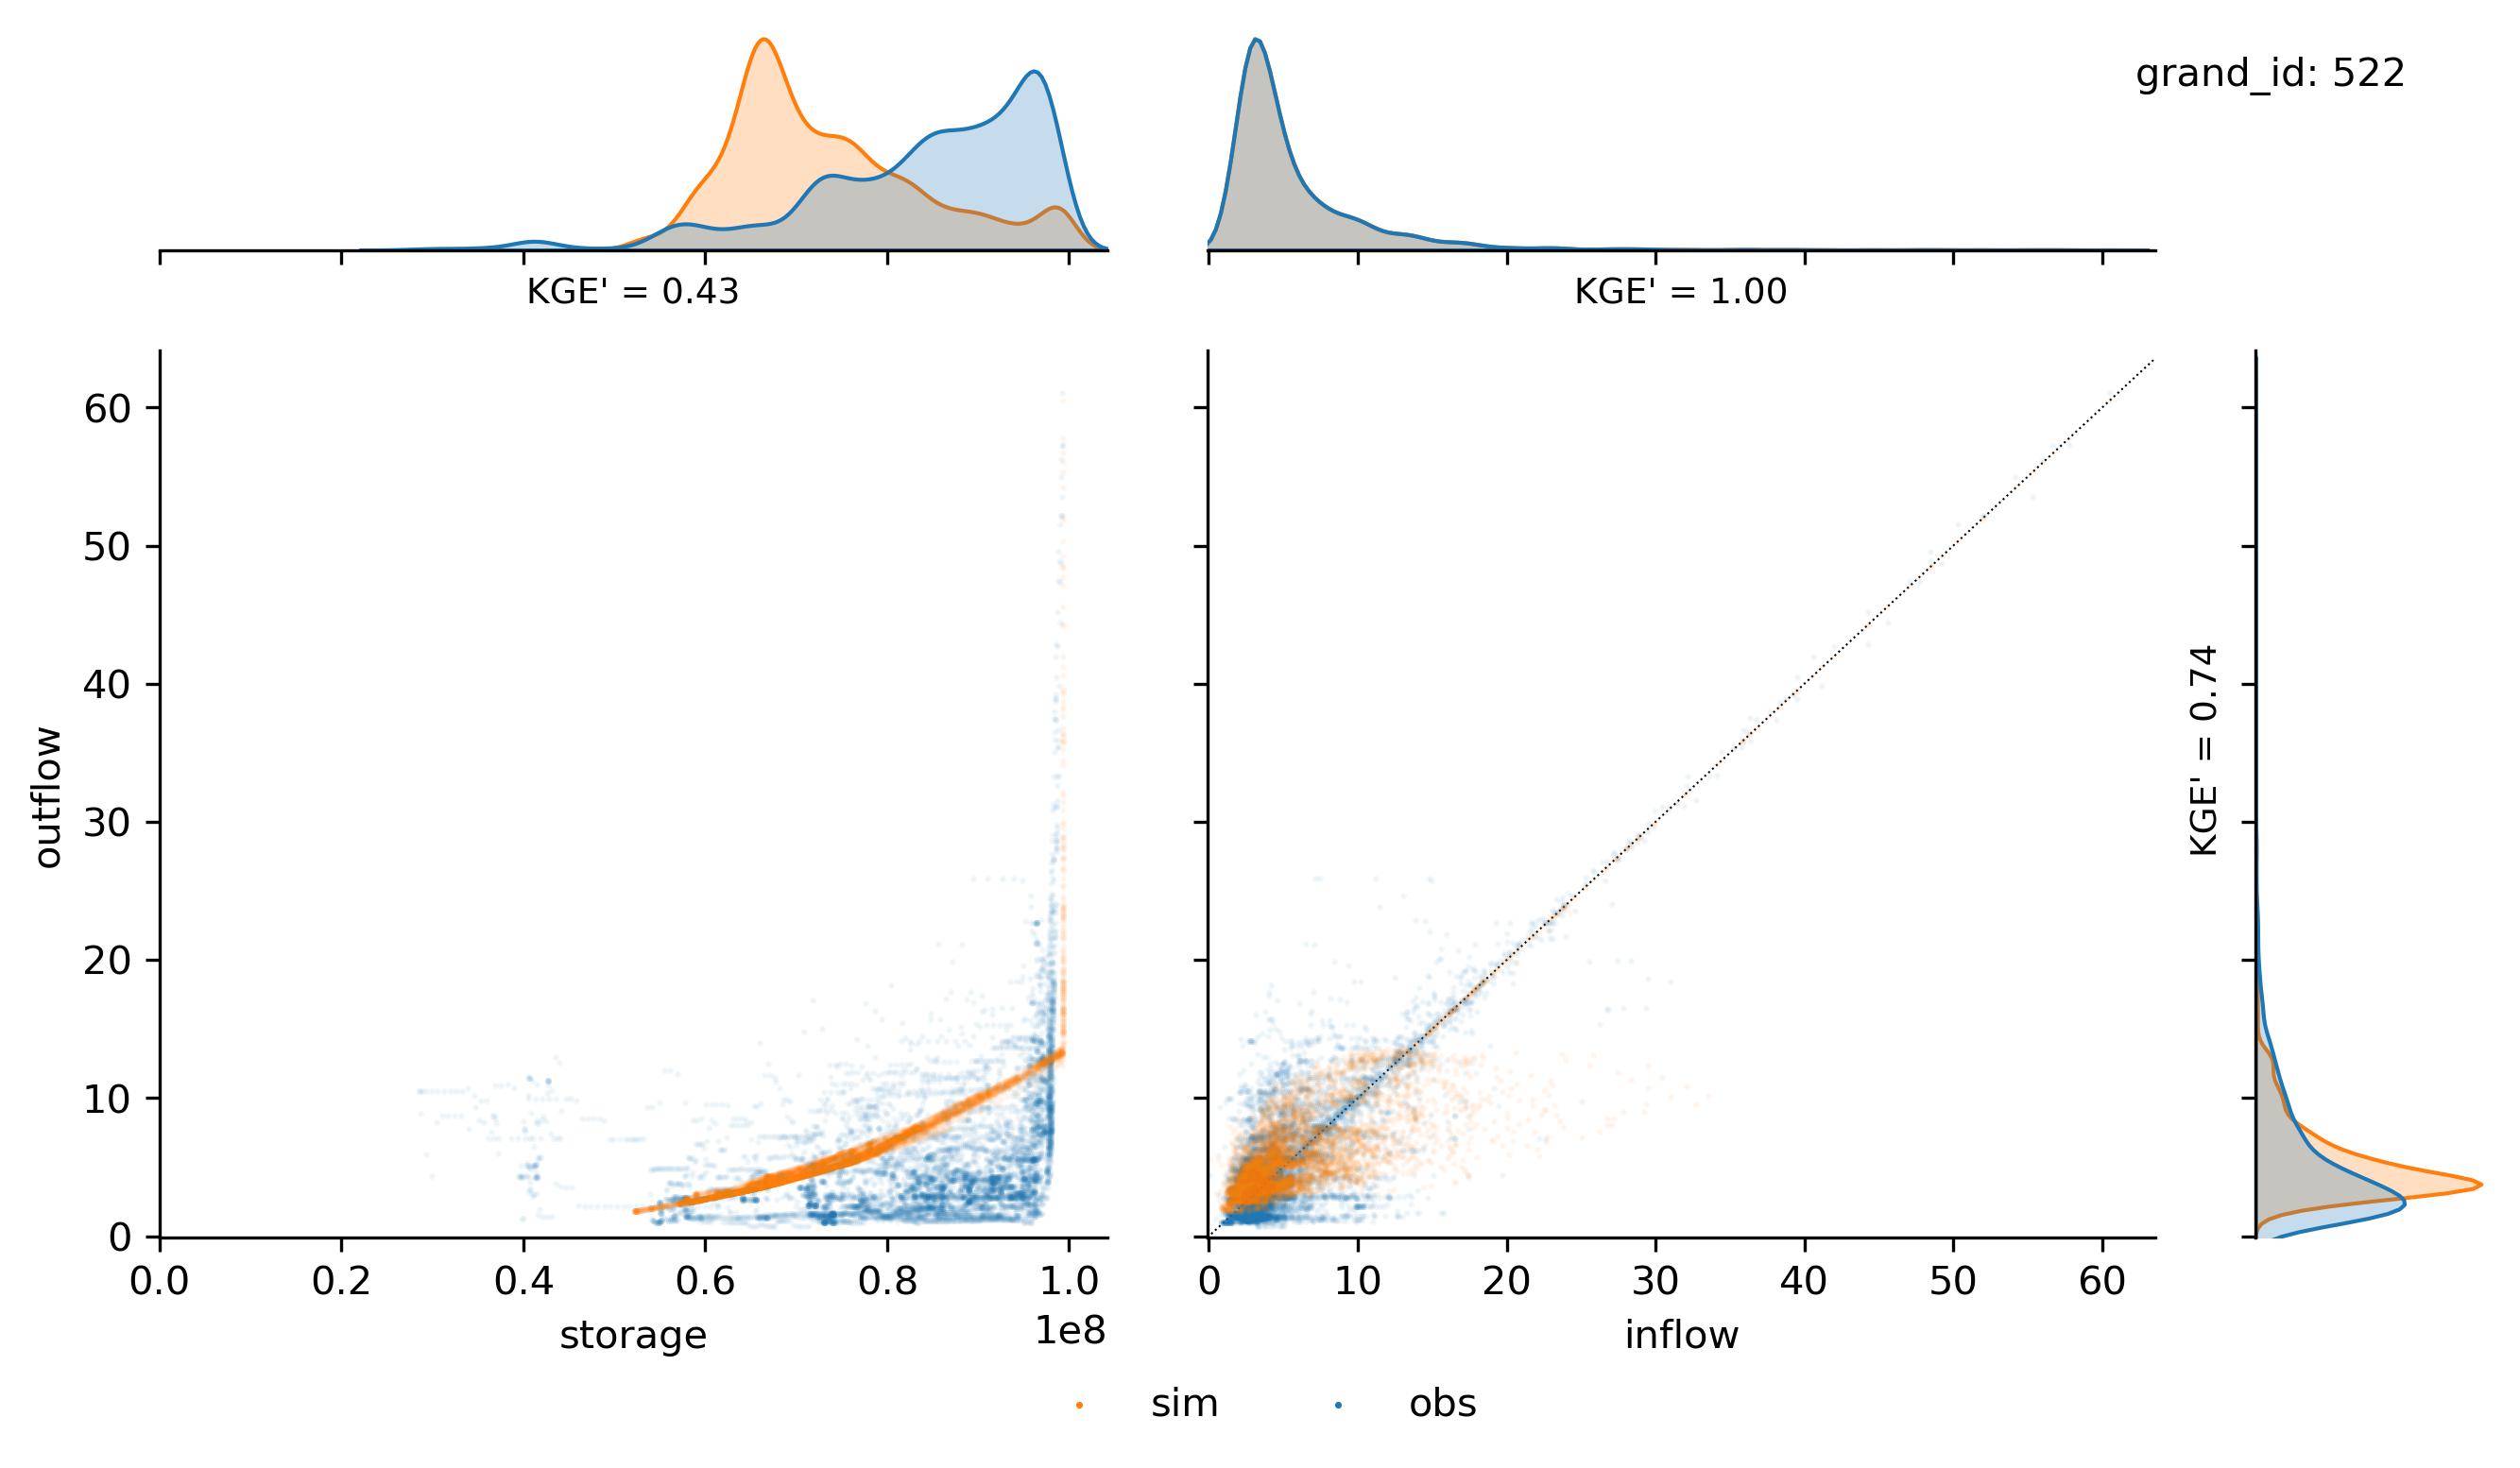 grand_id: 522
KGE' = 0.43
KGE' = 1.00
60
50
40
30
20
10
0
outflow
KGE' = 0.74
0.0 0.2 0.4 0.6 0.8 1.0
1e8
storage
0 10 20 30 40 50 60
inflow
sim obs